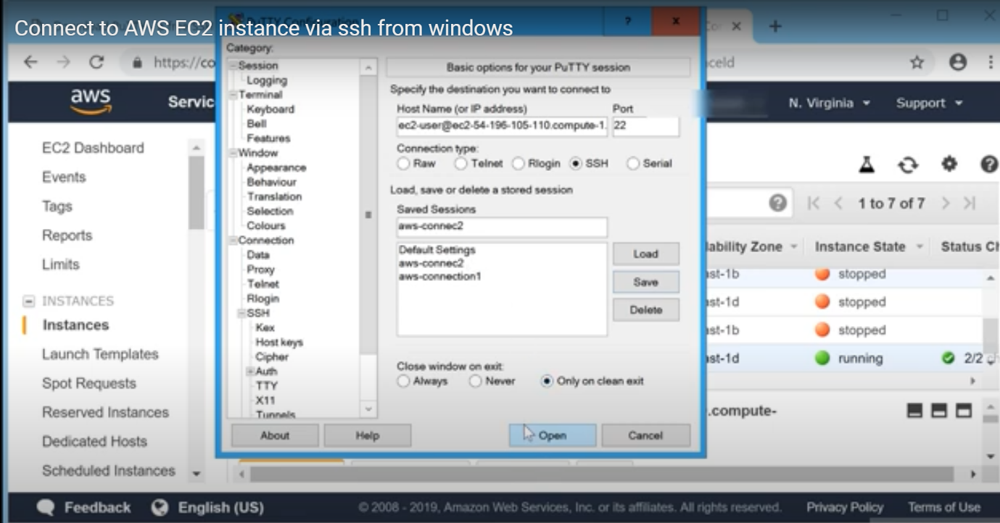 Connect to AWS EC2 instance via ssh from windows
?
x
Category:
Session
Logging
Terminal
Keyboard
Bell
Features
Window
Appearance
Behaviour
Translation
Selection
Colours
Connection
Data
Proxy
Telnet
Rlogin
SSH
Kex
Host keys
Cipher
Auth
TTY
X11
Tunnels
Basic options for your PuTTY session
Specify the destination you want to connect to
Host Name (or IP address) Port
ec2-user@ec2-54-196-105-110.compute-1. 22
Connection type:
Raw Telnet Rlogin SSH Serial
Load, save or delete a stored session
Saved Sessions
aws-connec2
Default Settings
aws-connec2
aws-connection1
Load
Save
Delete
Close window on exit:
Always Never Only on clean exit
About Help Open Cancel
https://co
aws
Servic
N. Virginia Support
EC2 Dashboard
Events
Tags
Reports
Limits
INSTANCES
Instances
Launch Templates
Spot Requests
Reserved Instances
Dedicated Hosts
Scheduled Instances
1 to 7 of 7
lability Zone Instance State Status Ch
ast-1b stopped
ast-1d stopped
ast-1b stopped
ast-1d running 2/2
.compute-
Feedback English (US) © 2008 - 2019, Amazon Web Services, Inc. or its affiliates. All rights reserved. Privacy Policy Terms of Use